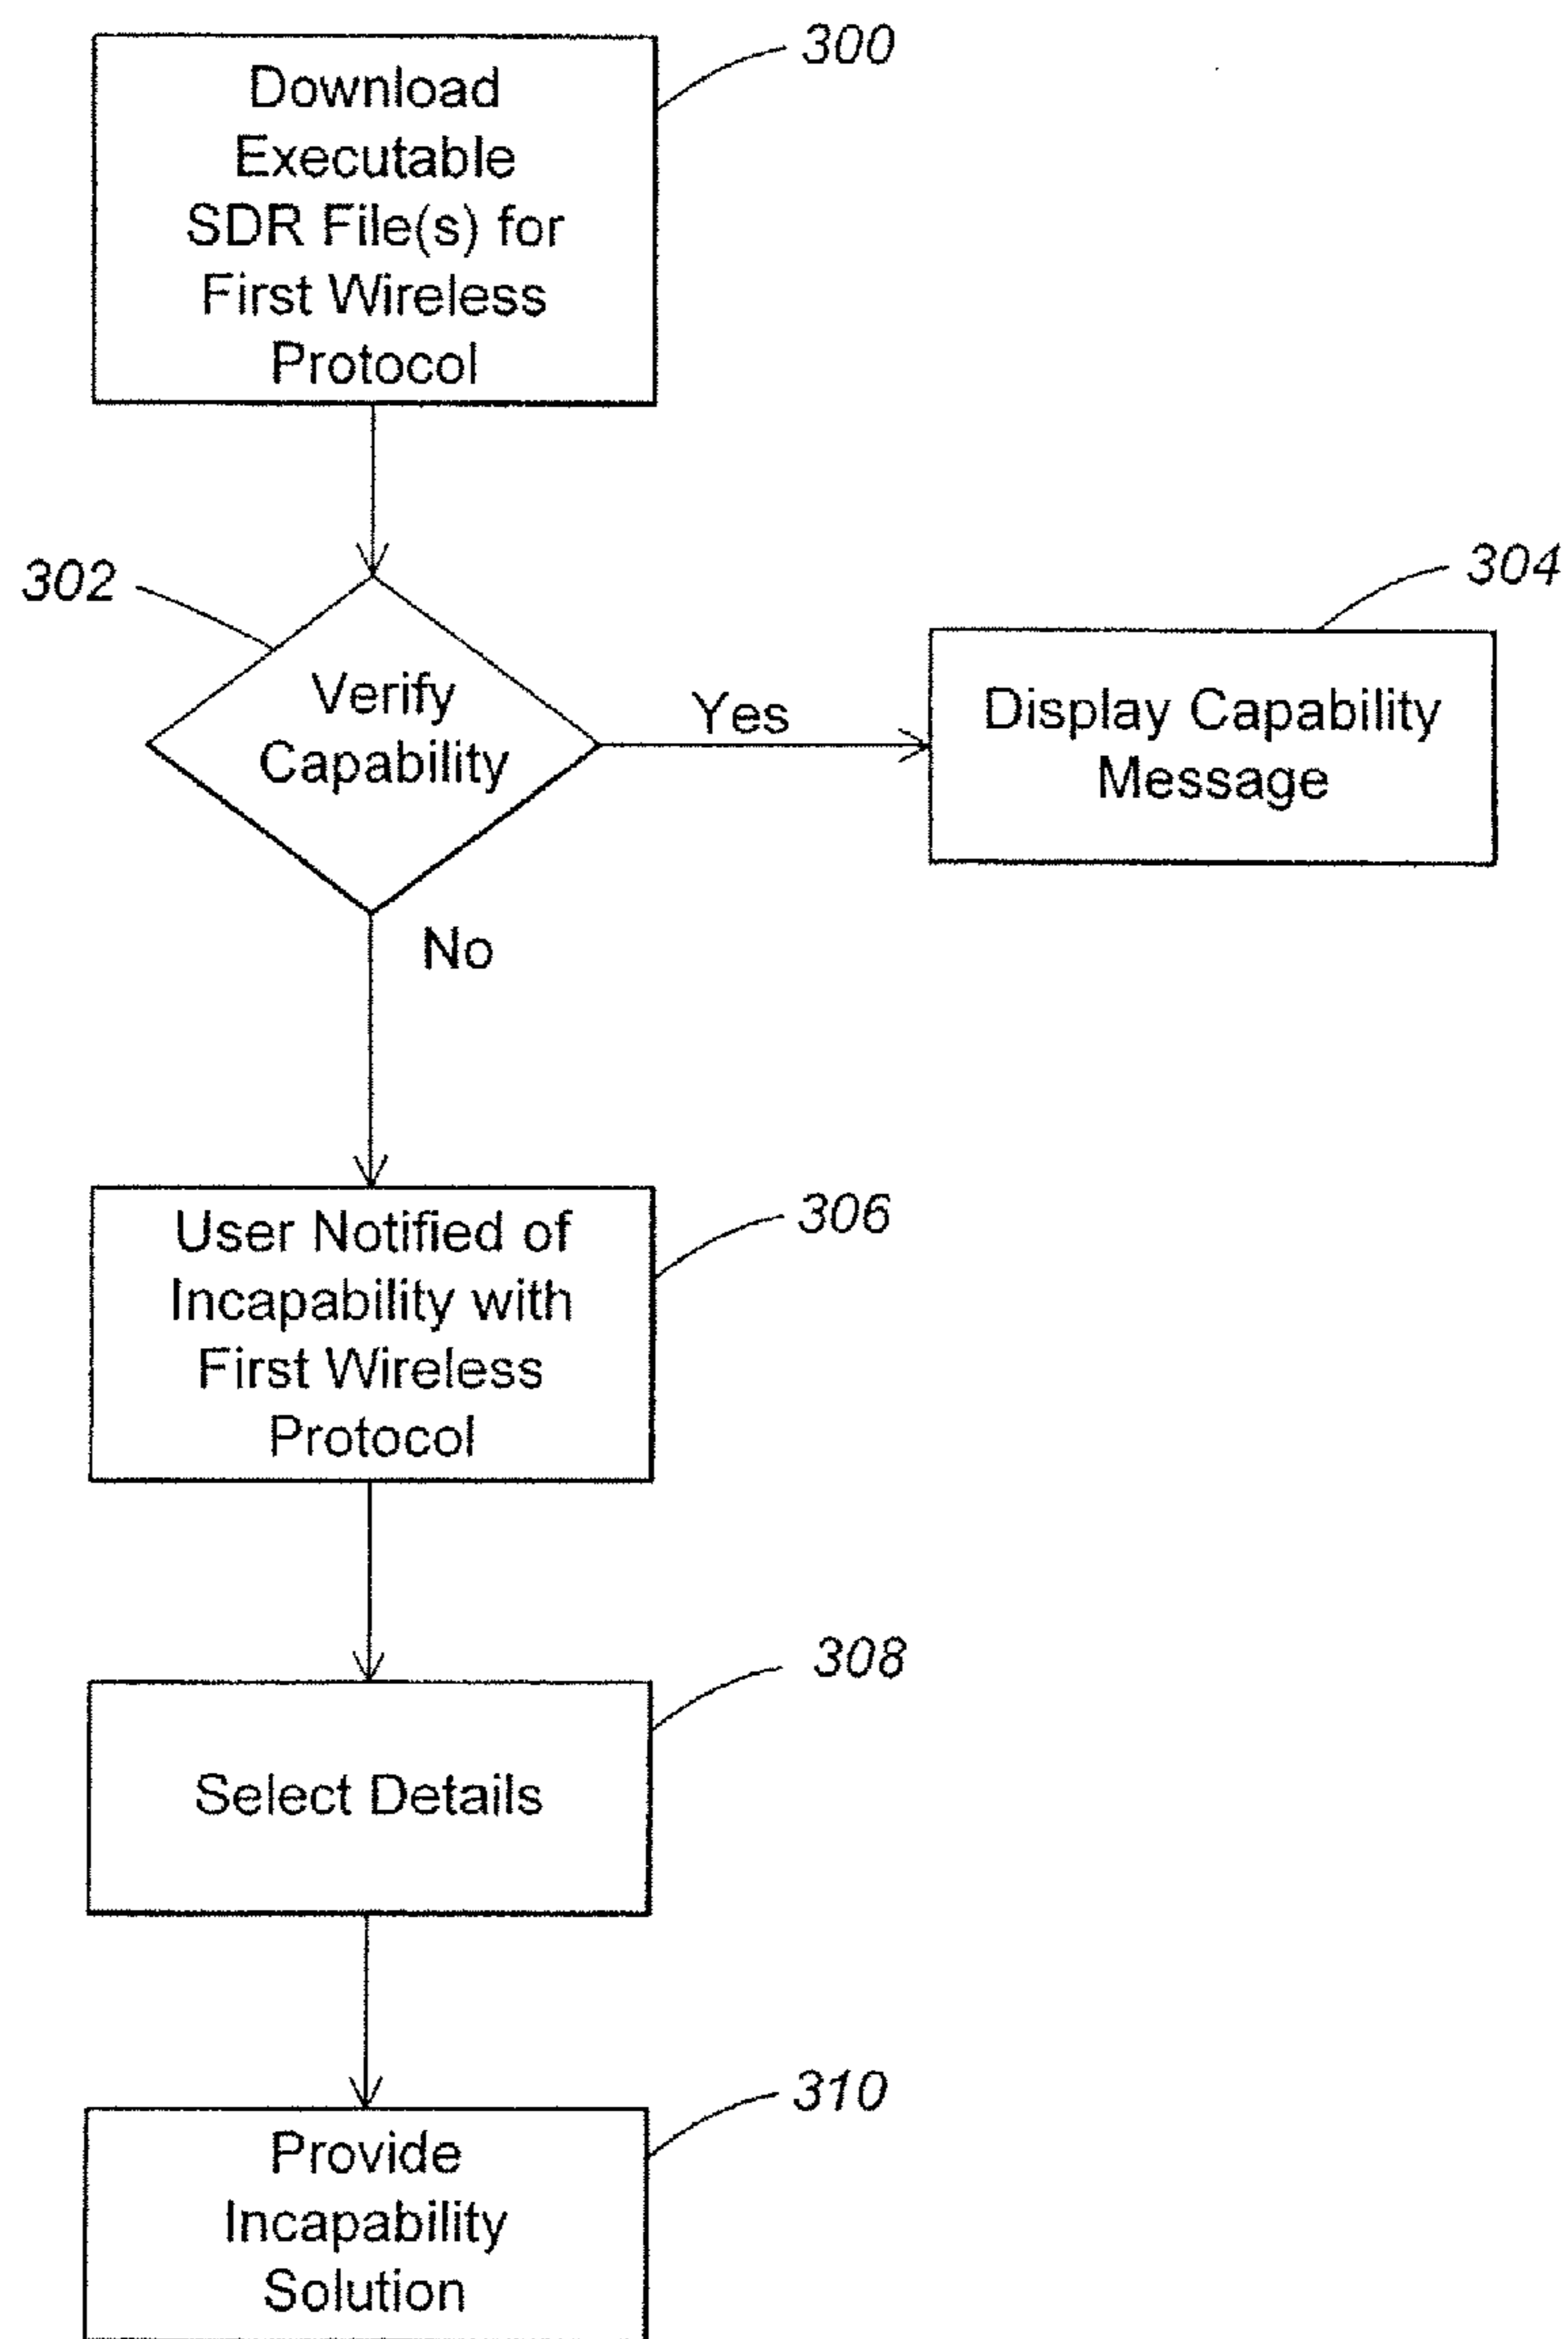 300
Download
Executable
SDR File(s) for
First Wireless
Protocol
302
Verify
Capability
Yes
304
Display Capability
Message
No
306
User Notified of
Incapability with
First Wireless
Protocol
308
Select Details
310
Provide
Incapability
Solution